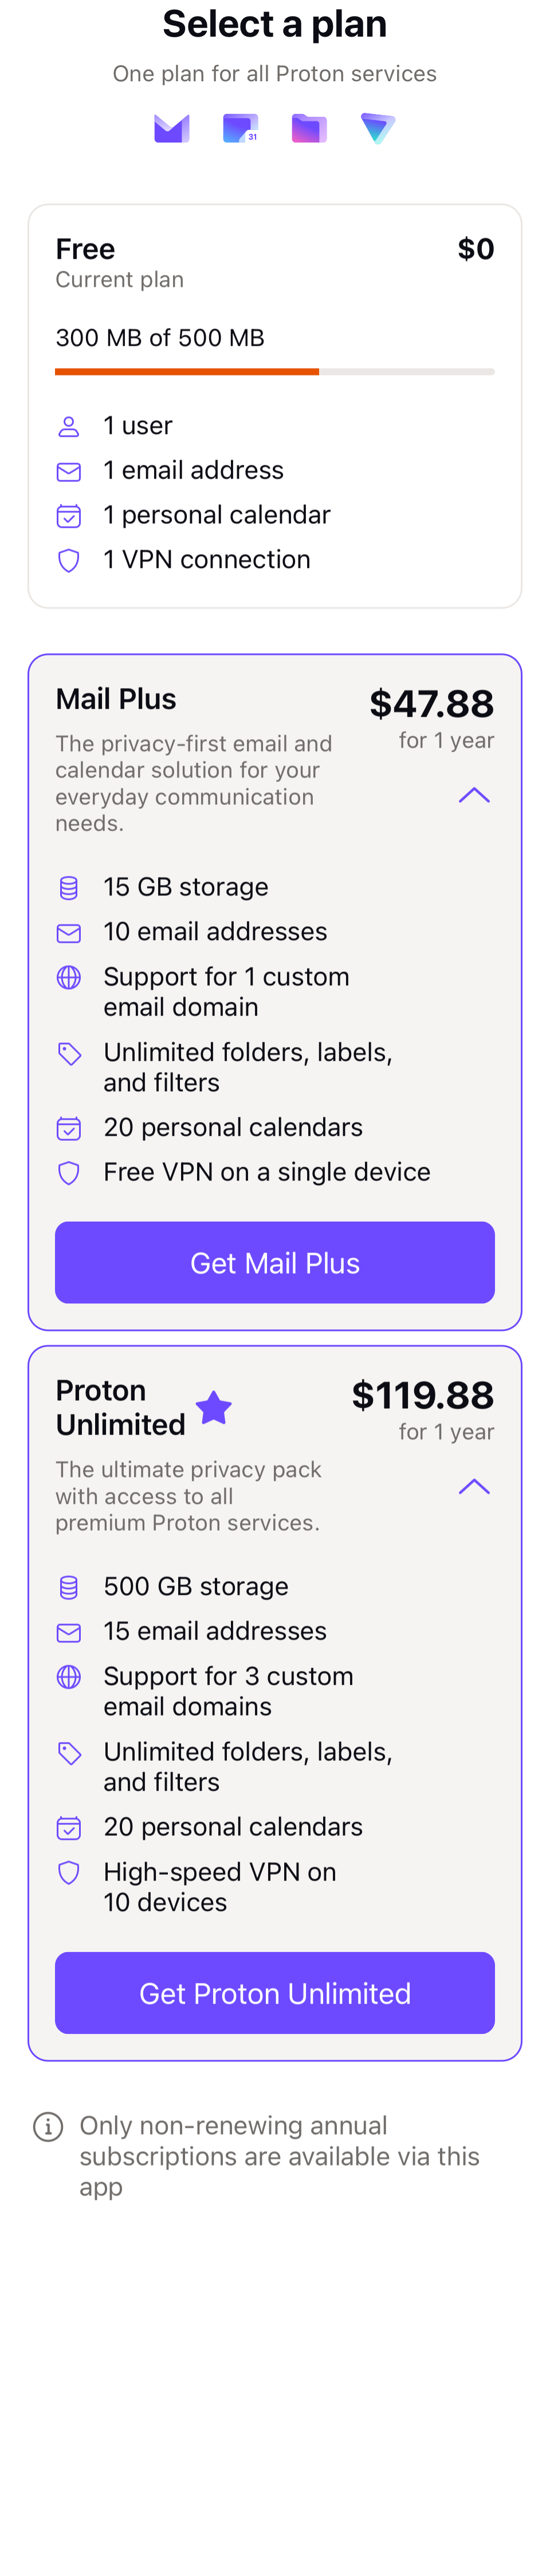 Select a plan
One plan for all Proton services
31
Free
$0
Current plan
300 MB of 500 MB
1 user
1 email address
1 personal calendar
1 VPN connection
Mail Plus
$47.88
for 1 year
The privacy-first email and
calendar solution for your
everyday communication
needs.
15 GB storage
10 email addresses
Support for 1 custom
email domain
Unlimited folders, labels,
and filters
20 personal calendars
Free VPN on a single device
Get Mail Plus
Proton
Unlimited
$119.88
for 1 year
The ultimate privacy pack
with access to all
premium Proton services.
500 GB storage
15 email addresses
Support for 3 custom
email domains
Unlimited folders, labels,
and filters
20 personal calendars
High-speed VPN on
10 devices
Get Proton Unlimited
Only non-renewing annual
subscriptions are available via this
app